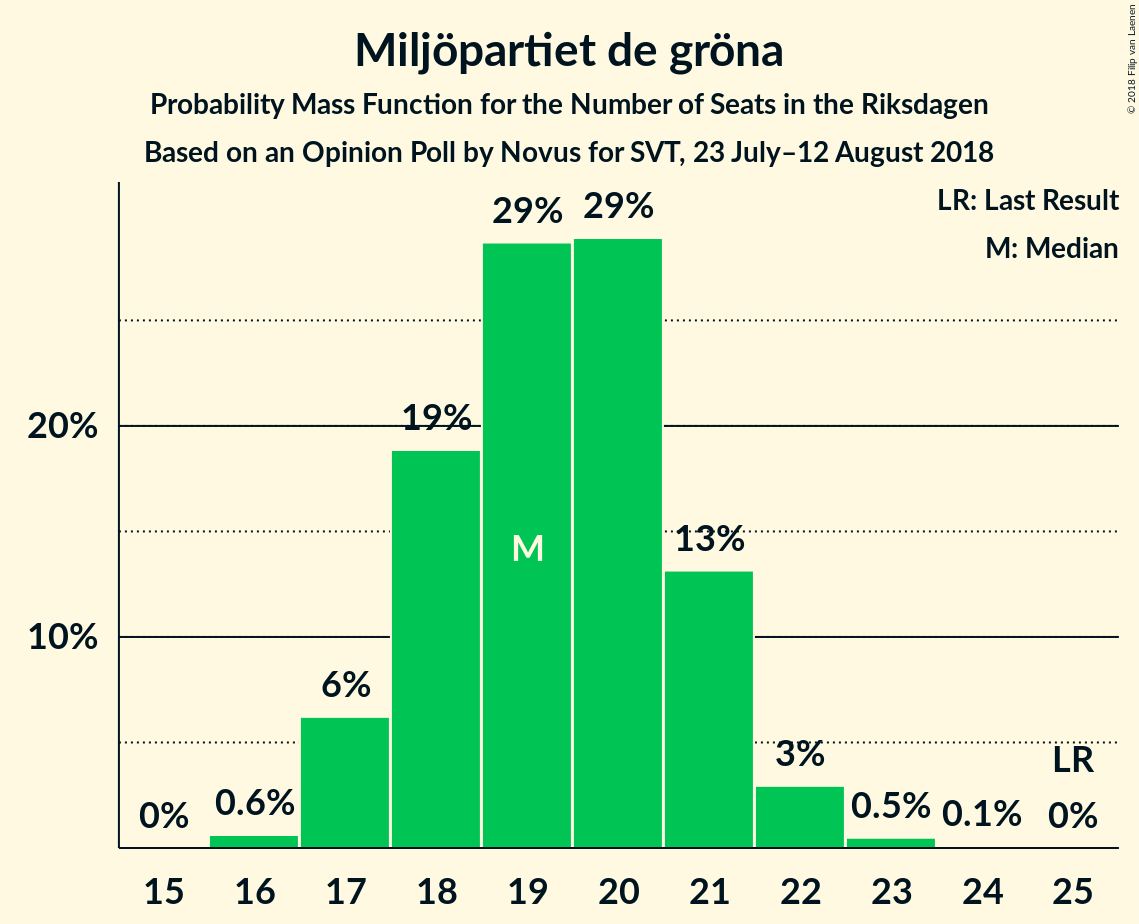 Miljöpartiet de gröna
Probability Mass Function for the Number of Seats in the Riksdagen
Based on an Opinion Poll by Novus for SVT, 23 July–12 August 2018
© 2018 Filip van Laenen
LR: Last Result
M: Median
29% 29%
20%
19%
M
13%
10%
6%
3%
LR
0% 0.6% 0.5% 0.1% 0%
15 16 17 18 19 20 21 22 23 24 25